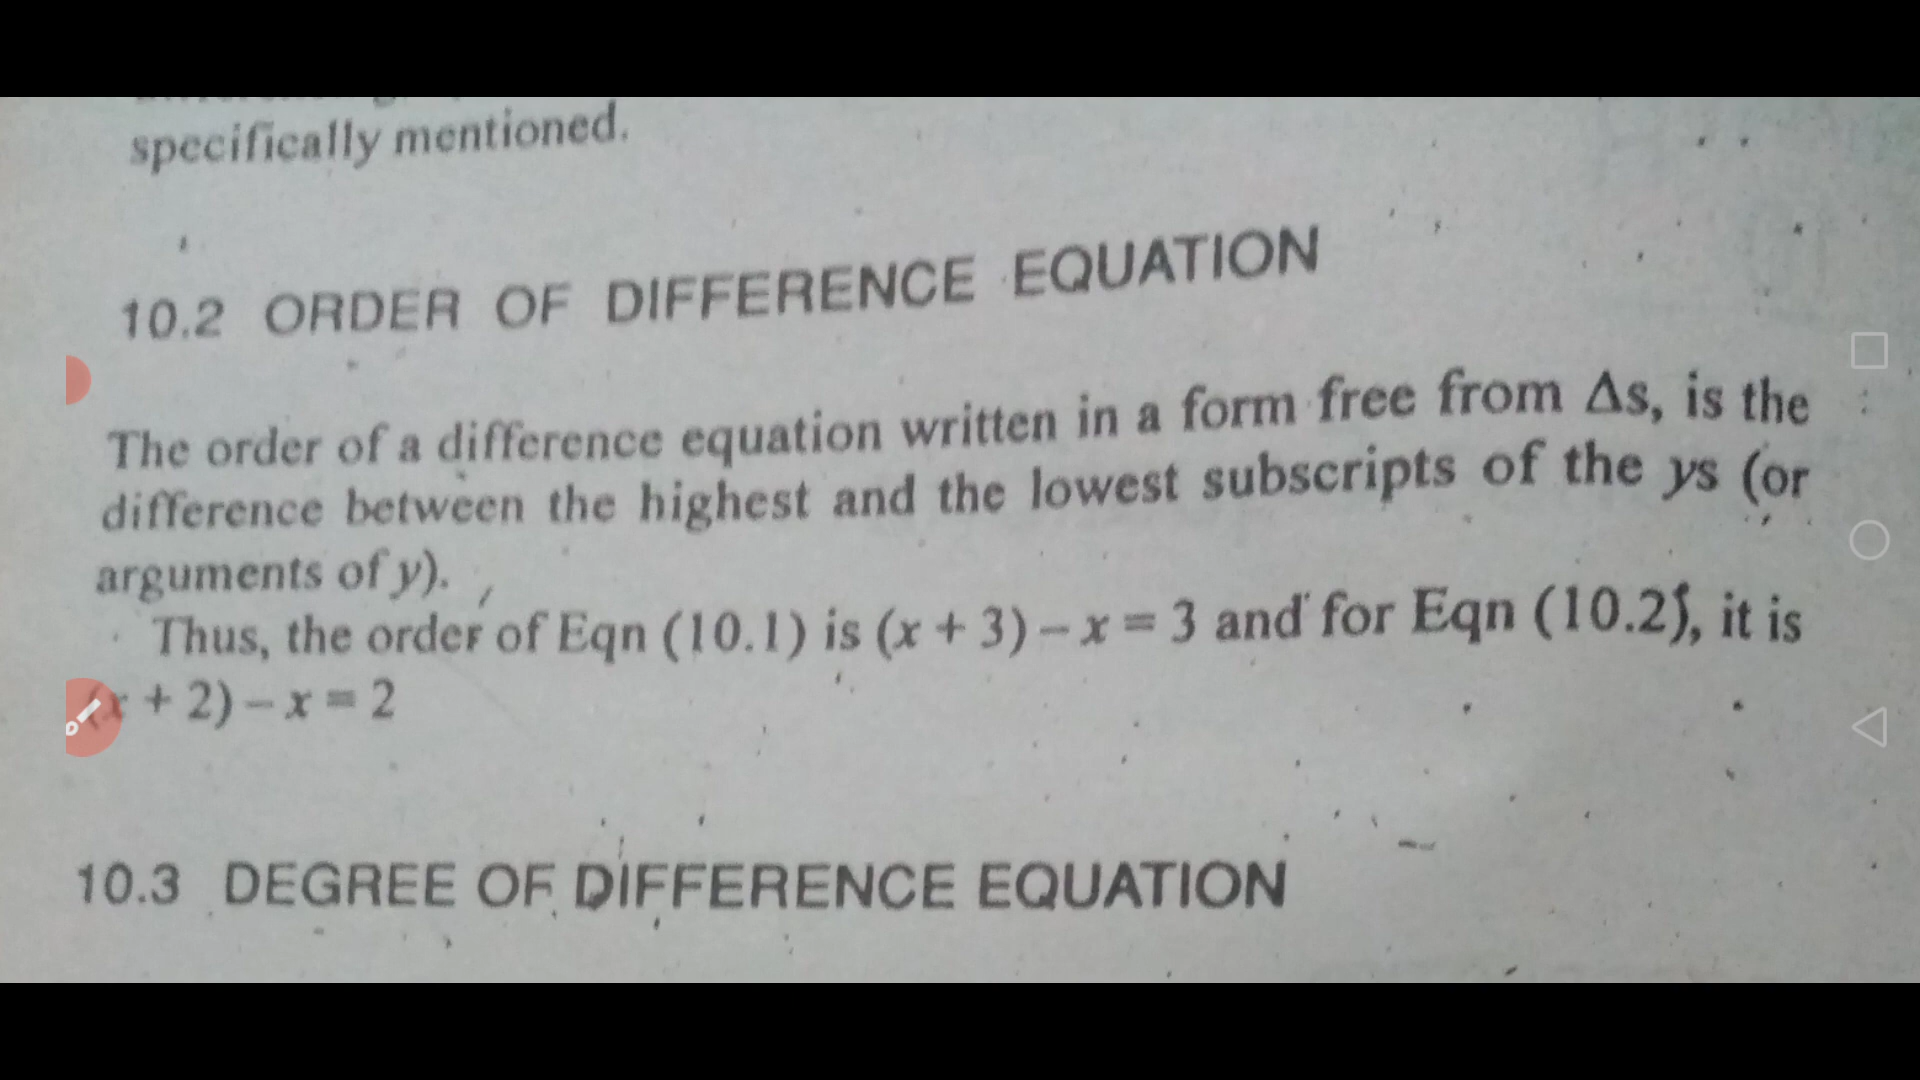 specifically mentioned.
10.2 ORDER OF DIFFERENCE EQUATION
The order of a difference equation written in a form free from Δs, is the
difference between the highest and the lowest subscripts of the ys (or
arguments of y).
Thus, the order of Eqn (10.1) is (x + 3) – x = 3 and for Eqn (10.2), it is
(x + 2) – x = 2
10.3 DEGREE OF DIFFERENCE EQUATION